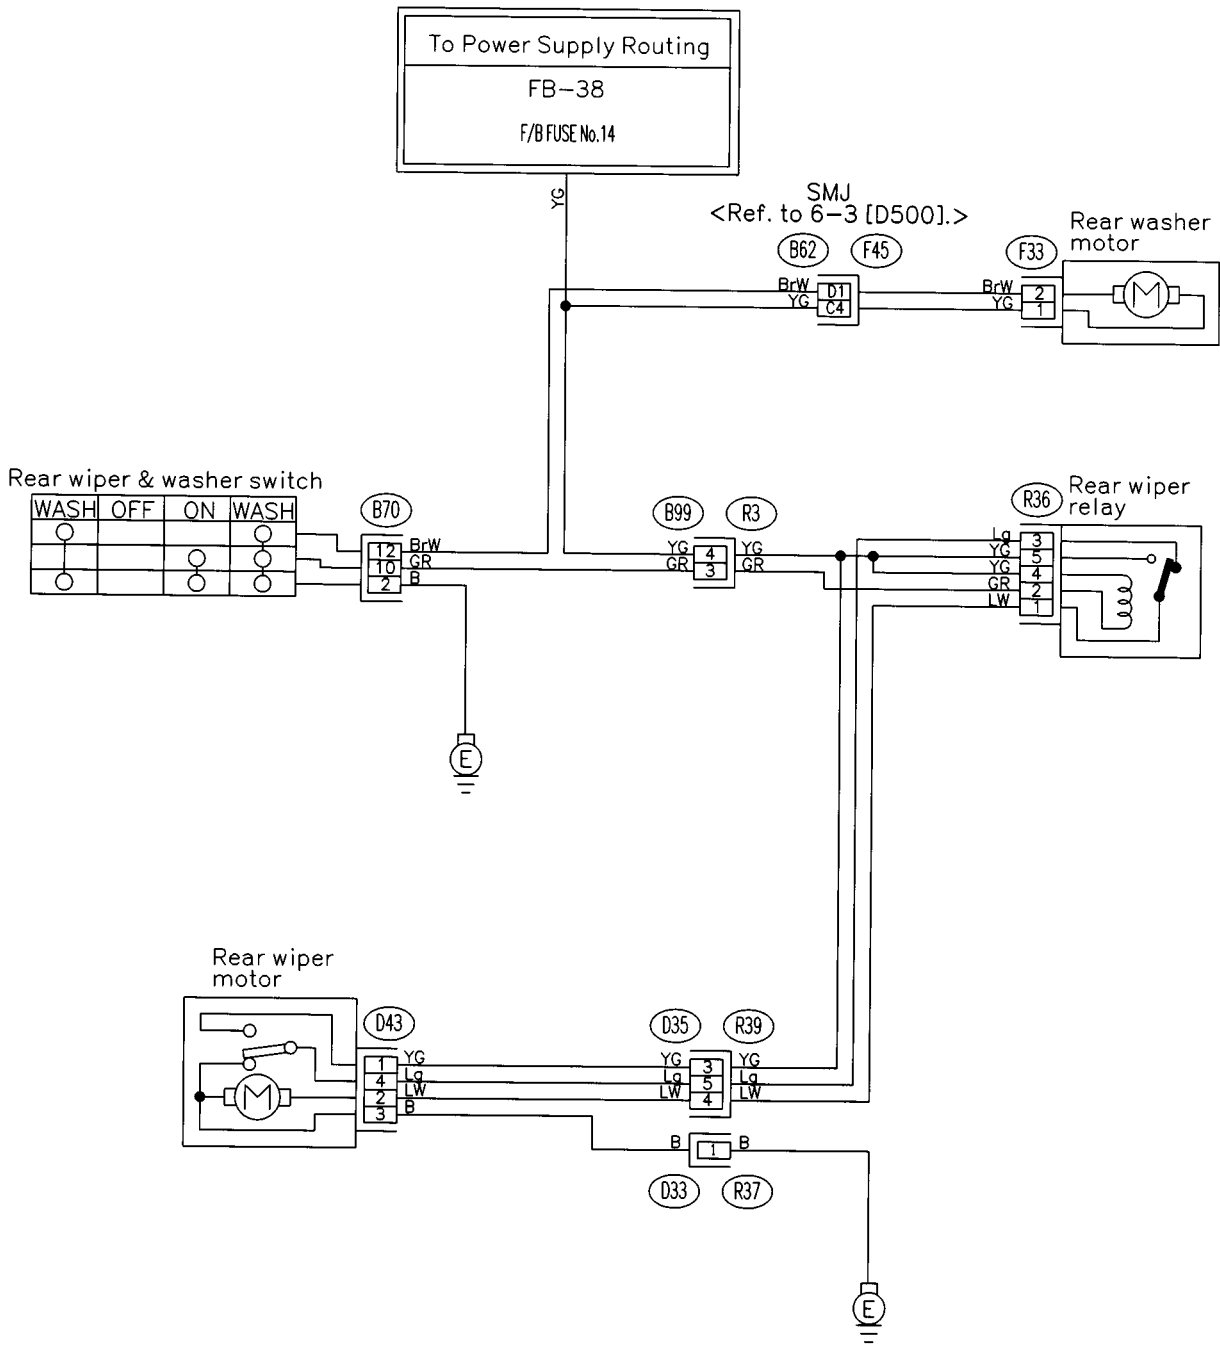 To Power Supply Routing
FB-38
F/B FUSE No.14
YG
SMJ
<Ref. to 6-3 [D500].>
B62 F45
F33
Rear washer
motor
BrW D1 BrW 2
YG C4 YG 1
M
Rear wiper & washer switch
WASH OFF ON WASH
B70
12 BrW
10 GR
2 B
B99 R3
YG 4 YG
GR 3 GR
R36
Rear wiper
relay
Lg 3
YG 5
YG 4
GR 2
LW 1
E
Rear wiper
motor
D43
M
1 YG
4 Lg
2 LW
3 B
D35 R39
YG 3 YG
Lg 5 Lg
LW 4 LW
B 1 B
D33 R37
E